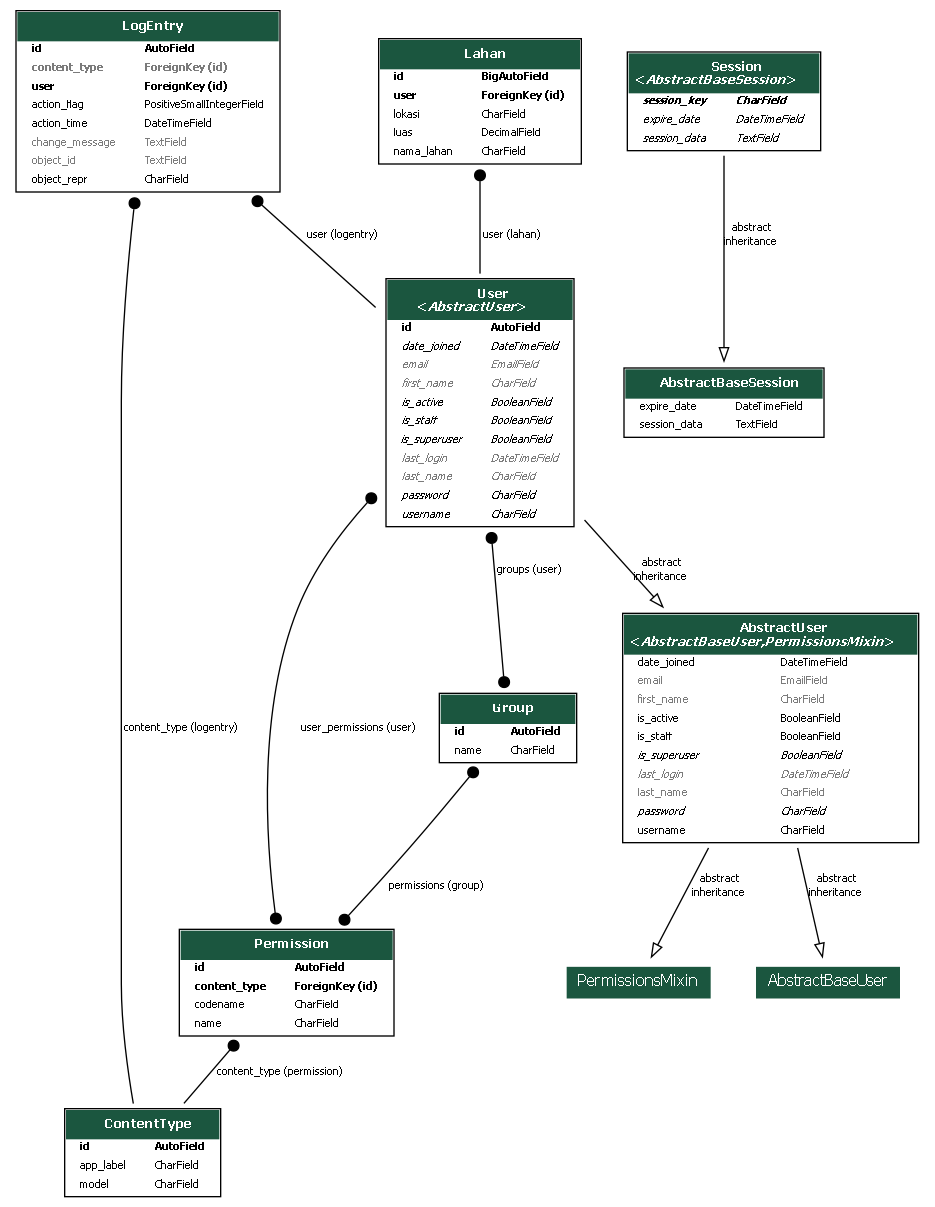 LogEntry
id AutoField
content_type ForeignKey (id)
user ForeignKey (id)
action_flag PositiveSmallIntegerField
action_time DateTimeField
change_message TextField
object_id TextField
object_repr CharField
Lahan
id BigAutoField
user ForeignKey (id)
lokasi CharField
luas DecimalField
nama_lahan CharField
Session
<AbstractBaseSession>
session_key CharField
expire_date DateTimeField
session_data TextField
user (logentry)
user (lahan)
abstract
inheritance
User
<AbstractUser>
id AutoField
date_joined DateTimeField
email EmailField
first_name CharField
is_active BooleanField
is_staff BooleanField
is_superuser BooleanField
last_login DateTimeField
last_name CharField
password CharField
username CharField
AbstractBaseSession
expire_date DateTimeField
session_data TextField
groups (user)
abstract
inheritance
AbstractUser
<AbstractBaseUser,PermissionsMixin>
date_joined DateTimeField
email EmailField
first_name CharField
is_active BooleanField
is_staff BooleanField
is_superuser BooleanField
last_login DateTimeField
last_name CharField
password CharField
username CharField
content_type (logentry)
user_permissions (user)
Group
id AutoField
name CharField
permissions (group)
abstract
inheritance
abstract
inheritance
Permission
id AutoField
content_type ForeignKey (id)
codename CharField
name CharField
PermissionsMixin
AbstractBaseUser
content_type (permission)
ContentType
id AutoField
app_label CharField
model CharField